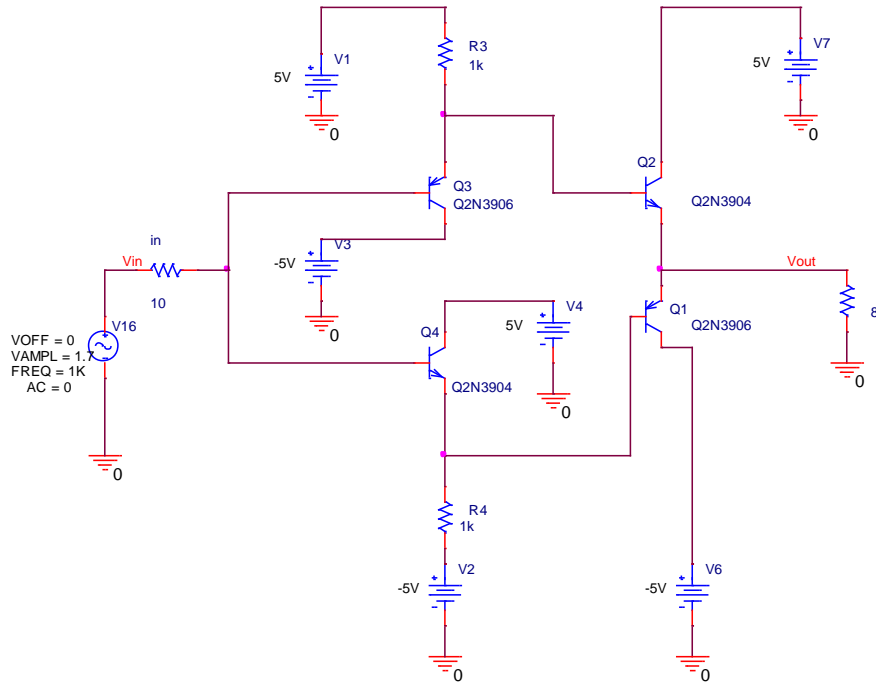 R3
1k
V1
5V
0
V7
5V
0
Q2
Q2N3904
Q3
Q2N3906
in
Vin
10
V3
-5V
0
Vout
V16
VOFF = 0
VAMPL = 1.7
FREQ = 1K
AC = 0
0
Q4
Q2N3904
V4
5V
0
Q1
Q2N3906
8
0
R4
1k
V2
-5V
0
V6
-5V
0